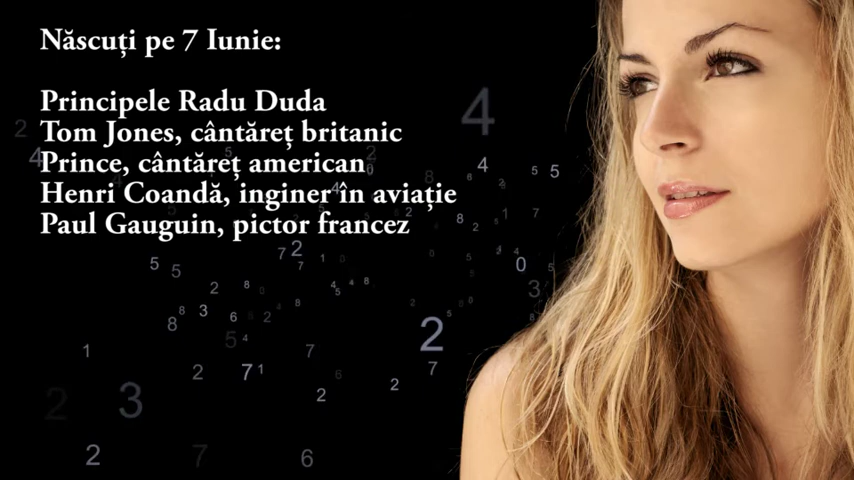 Născuți pe 7 Iunie:
Principele Radu Duda
Tom Jones, cântăreț britanic
Prince, cântăreț american
Henri Coandă, inginer în aviație
Paul Gauguin, pictor francez